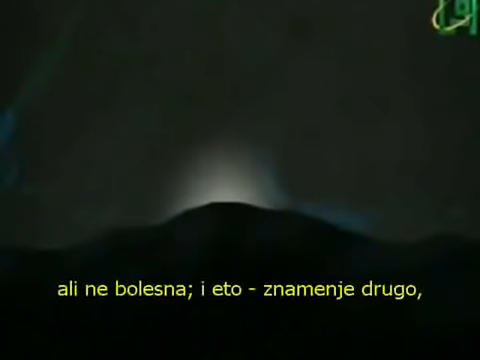 ali ne bolesna; i eto - znamenje drugo,